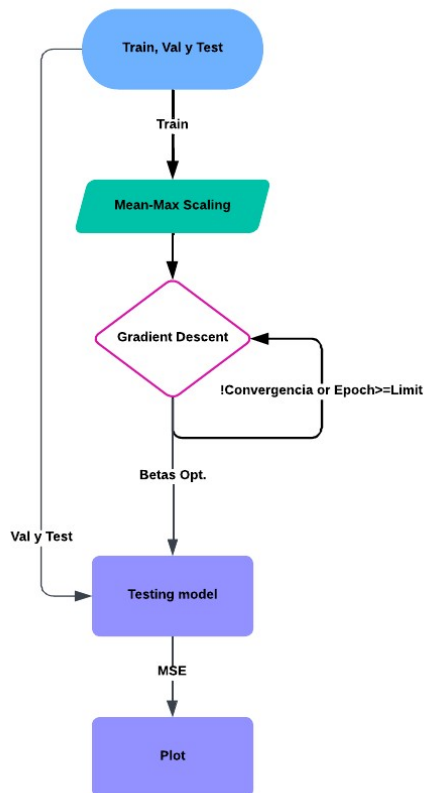 Train, Val y Test
Train
Mean-Max Scaling
Gradient Descent
!Convergencia or Epoch>=Limit
Betas Opt.
Val y Test
Testing model
MSE
Plot